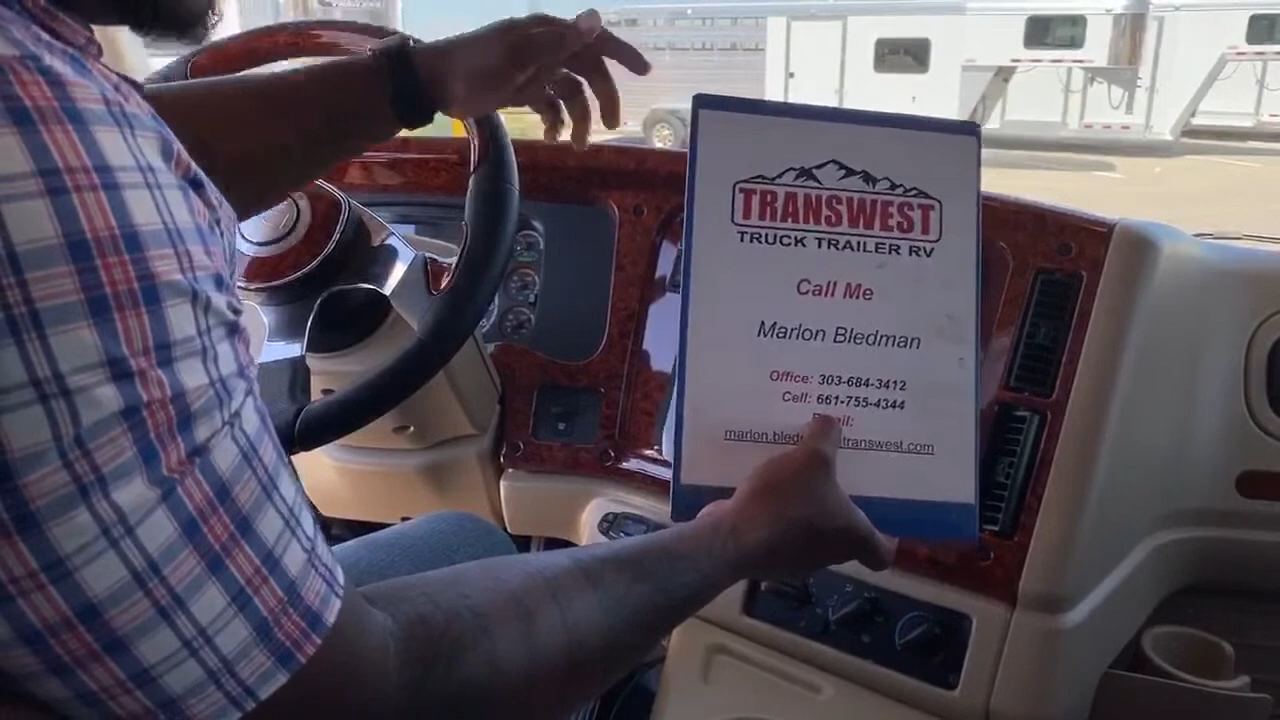 TRANSWEST
TRUCK TRAILER RV
Call Me
Marlon Bledman
Office: 303-684-3412
Cell: 661-755-4344